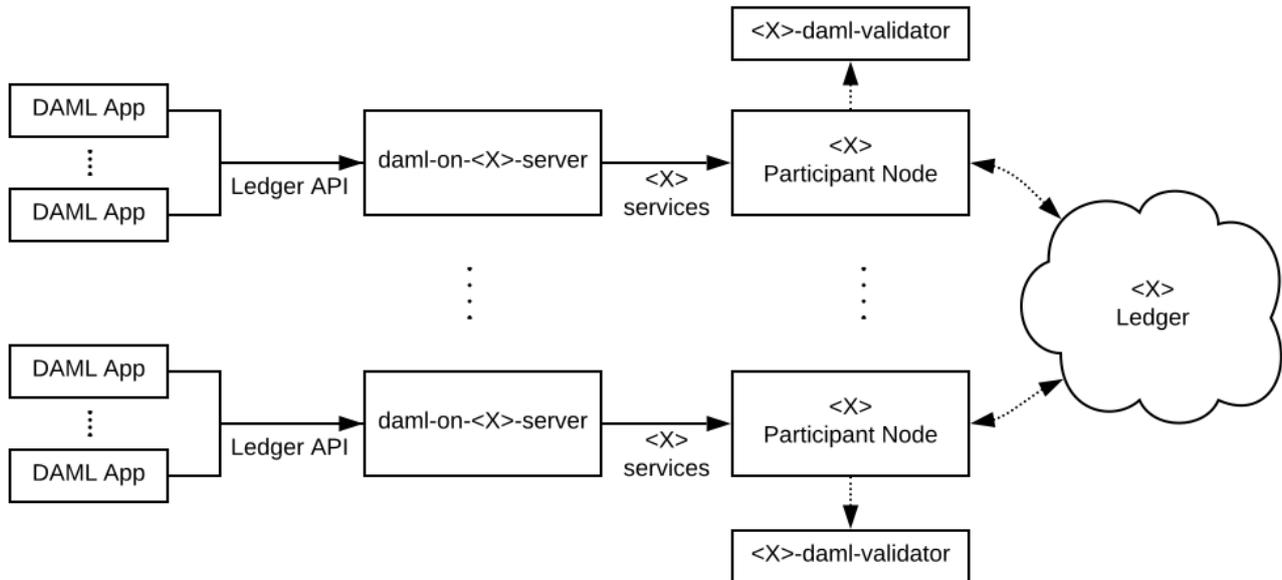 <X>-daml-validator
DAML App
DAML App
Ledger API
daml-on-<X>-server
<X>
services
<X>
Participant Node
<X>
Ledger
DAML App
DAML App
Ledger API
daml-on-<X>-server
<X>
services
<X>
Participant Node
<X>-daml-validator